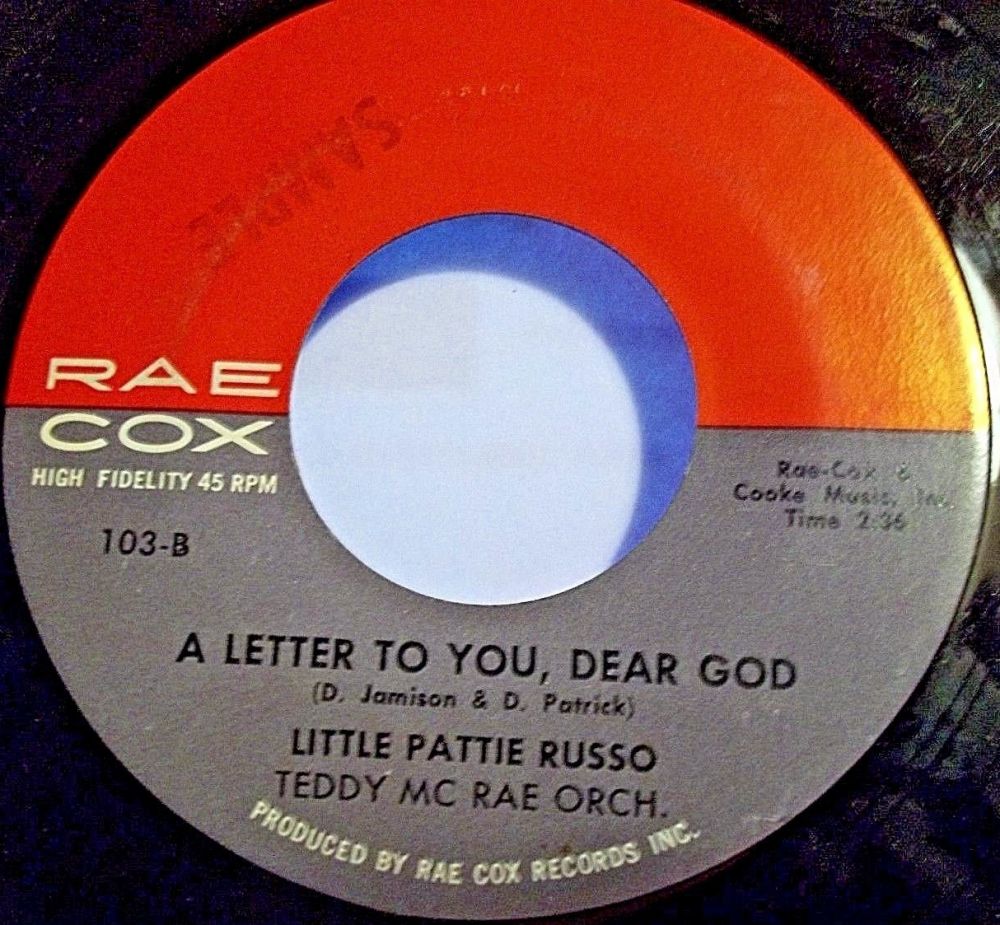 SAMPLE
RAE
COX
HIGH FIDELITY 45 RPM
103-B
Rae-Cox &
Cooke Music, Inc.
Time 2:36
A LETTER TO YOU, DEAR GOD
(D. Jamison & D. Patrick)
LITTLE PATTIE RUSSO
TEDDY MC RAE ORCH.
PRODUCED BY RAE COX RECORDS INC.